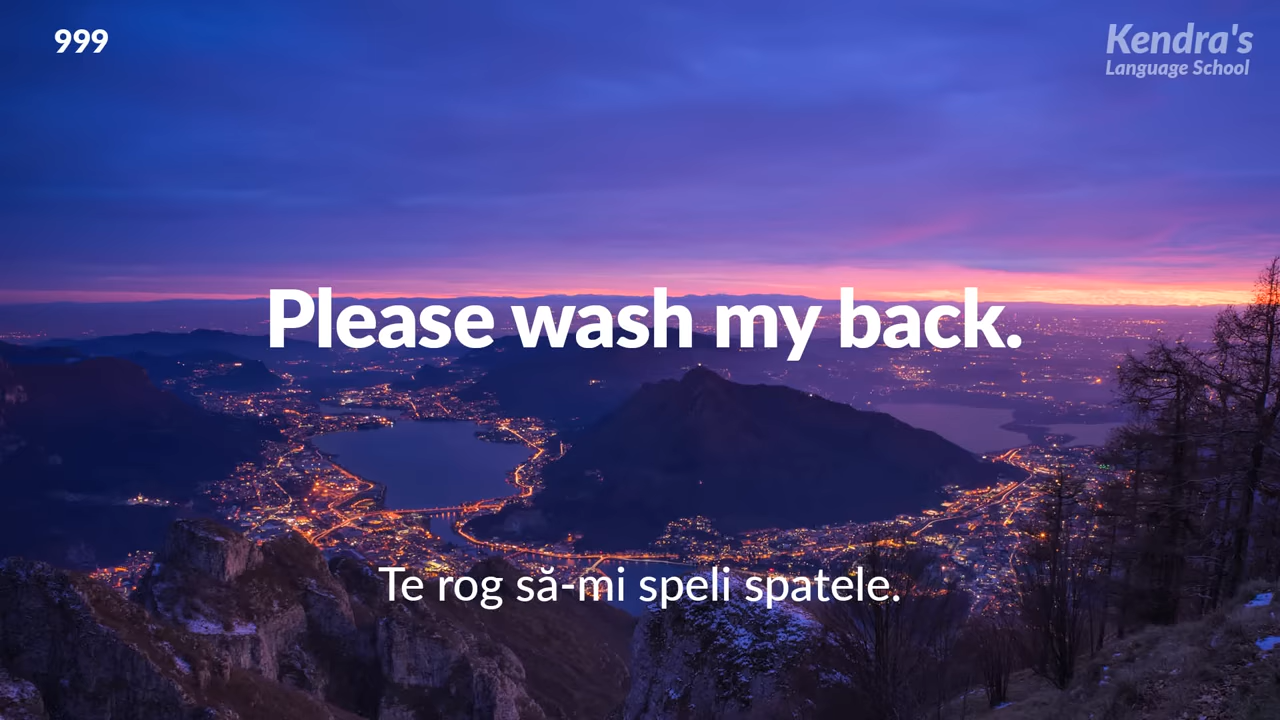 999
Kendra's
Language School
Please wash my back.
Te rog să-mi speli spatele.